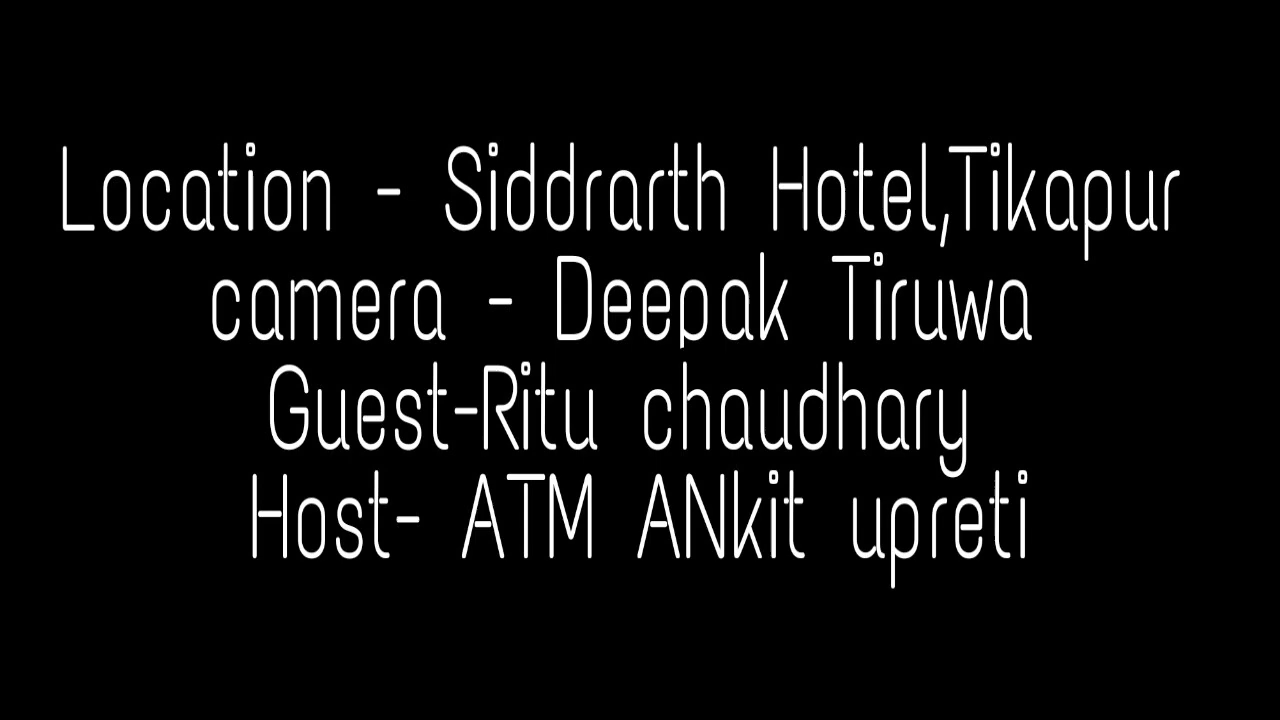 Location - Siddrarth Hotel,Tikapur
camera - Deepak Tiruwa
Guest-Ritu chaudhary
Host- ATM ANkit upreti